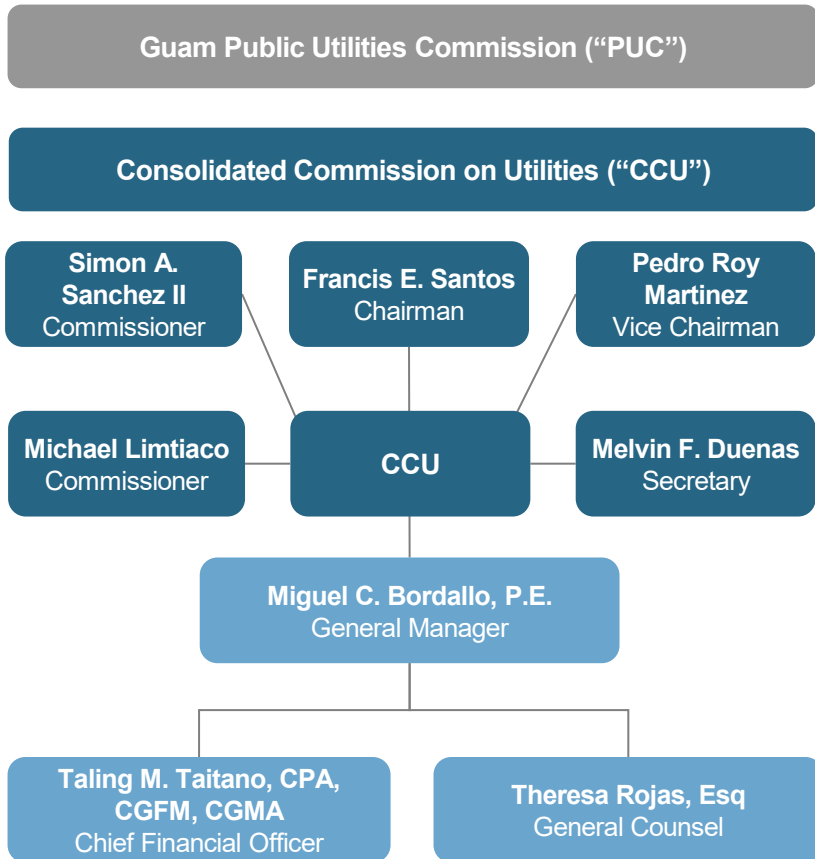 Guam Public Utilities Commission (“PUC”)
Consolidated Commission on Utilities (“CCU”)
Simon A.
Sanchez II
Commissioner
Francis E. Santos
Chairman
Pedro Roy
Martinez
Vice Chairman
Michael Limtiaco
Commissioner
CCU
Melvin F. Duenas
Secretary
Miguel C. Bordallo, P.E.
General Manager
Taling M. Taitano, CPA,
CGFM, CGMA
Chief Financial Officer
Theresa Rojas, Esq
General Counsel